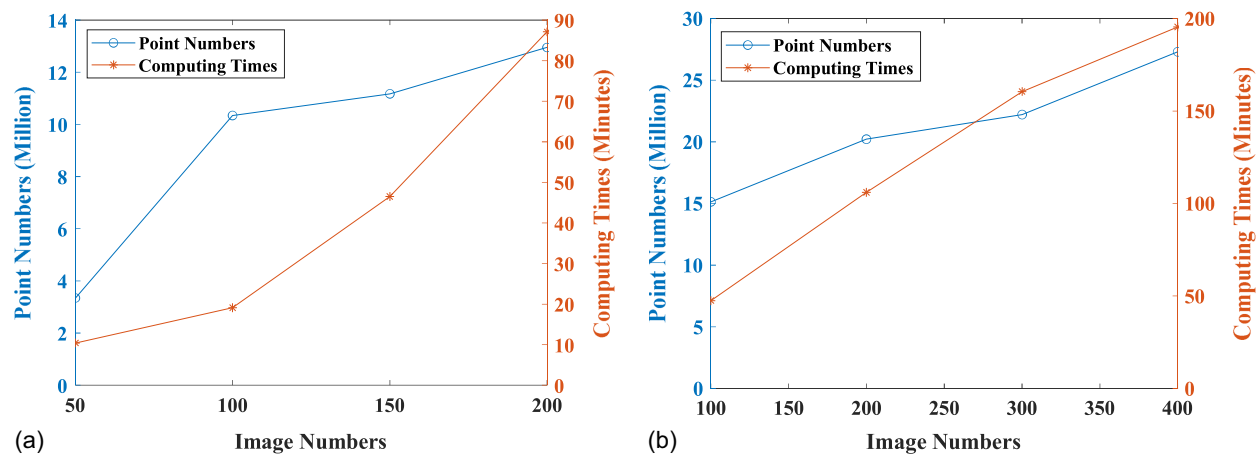 14
12
10
8
6
4
2
0
Point Numbers (Million)
Point Numbers
Computing Times
90
80
70
60
50
40
30
20
10
0
Computing Times (Minutes)
50 100 150 200
Image Numbers
(a)
30
25
20
15
10
5
0
Point Numbers (Million)
Point Numbers
Computing Times
200
150
100
50
0
Computing Times (Minutes)
100 150 200 250 300 350 400
Image Numbers
(b)